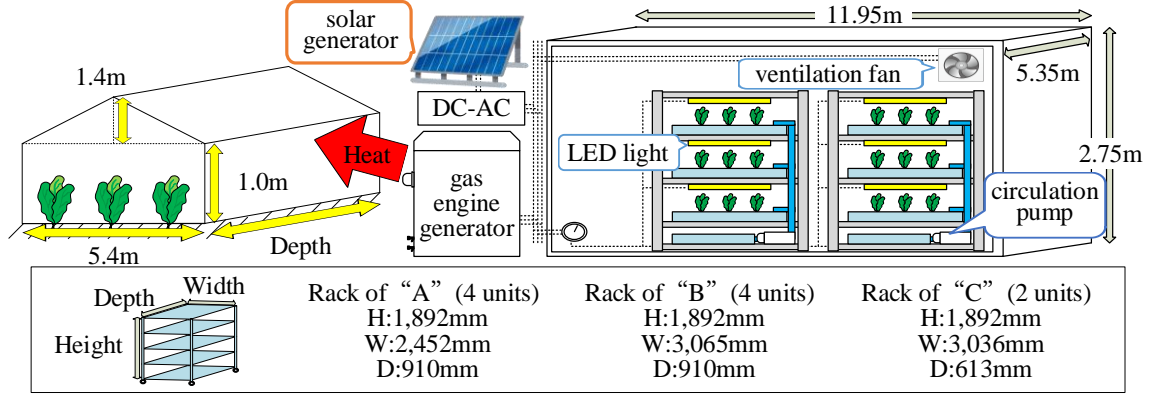 solar
generator
11.95m
1.4m
ventilation fan
5.35m
DC-AC
Heat
LED light
2.75m
1.0m
gas
engine
generator
circulation
pump
5.4m
Depth
Depth
Width
Height
Rack of “A” (4 units)
H:1,892mm
W:2,452mm
D:910mm
Rack of “B” (4 units)
H:1,892mm
W:3,065mm
D:910mm
Rack of “C” (2 units)
H:1,892mm
W:3,036mm
D:613mm